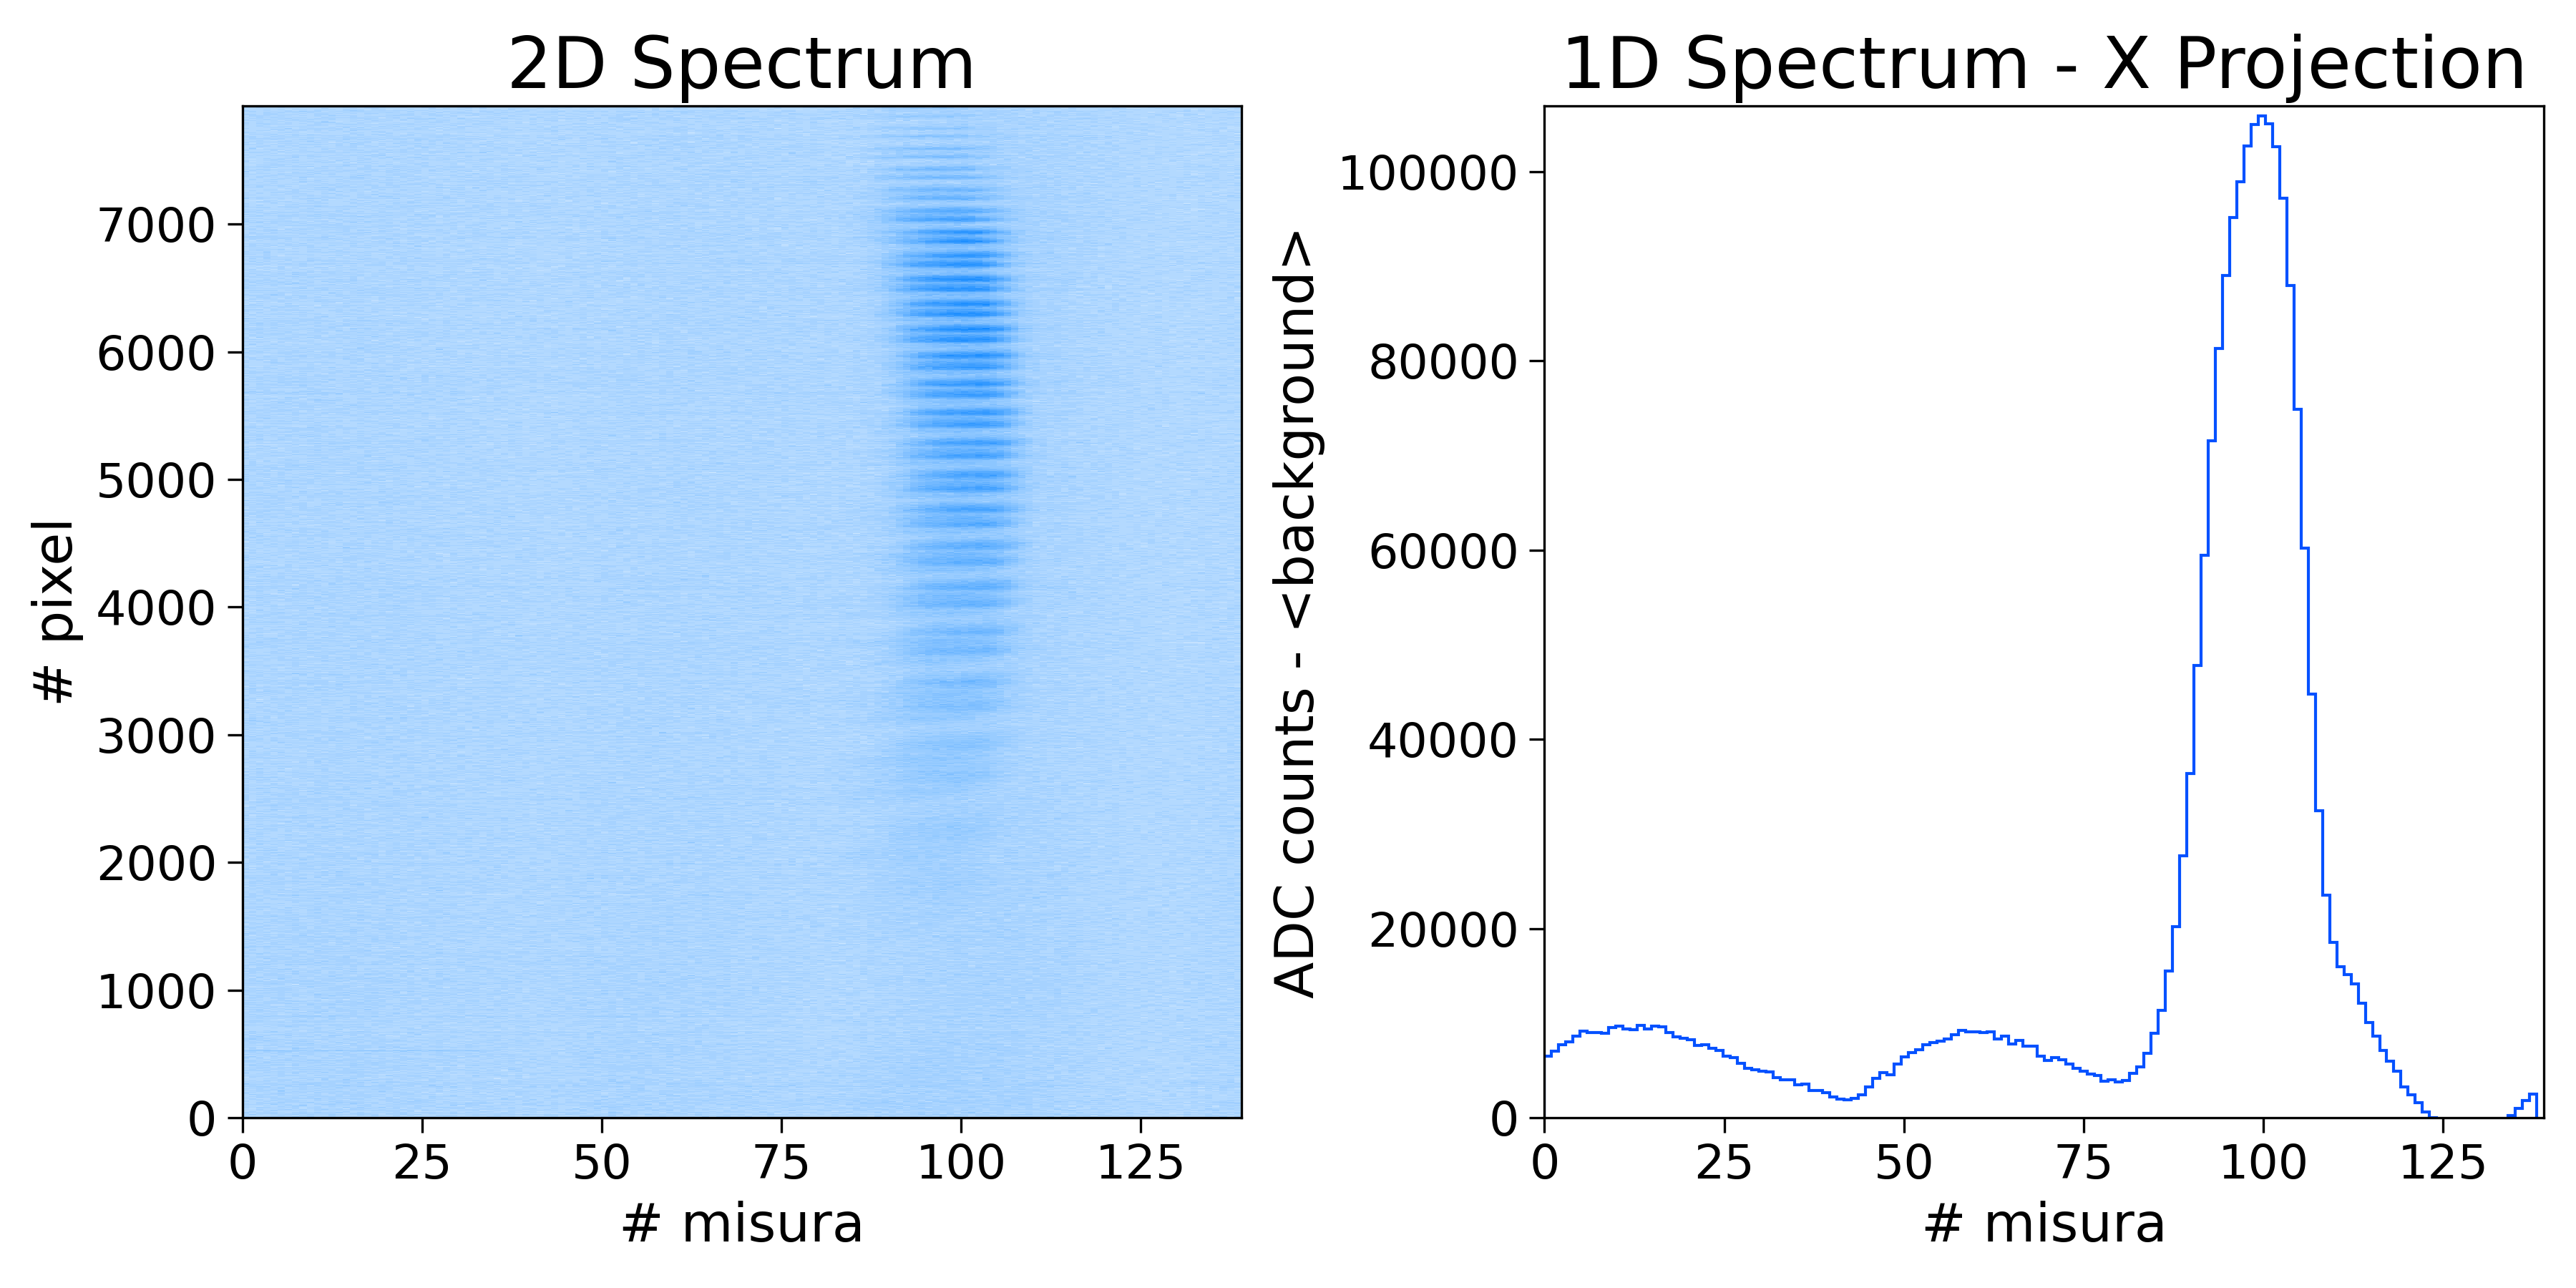 2D Spectrum
# pixel
7000
6000
5000
4000
3000
2000
1000
0
0 25 50 75 100 125
# misura
1D Spectrum - X Projection
ADC counts - <background>
100000
80000
60000
40000
20000
0
0 25 50 75 100 125
# misura